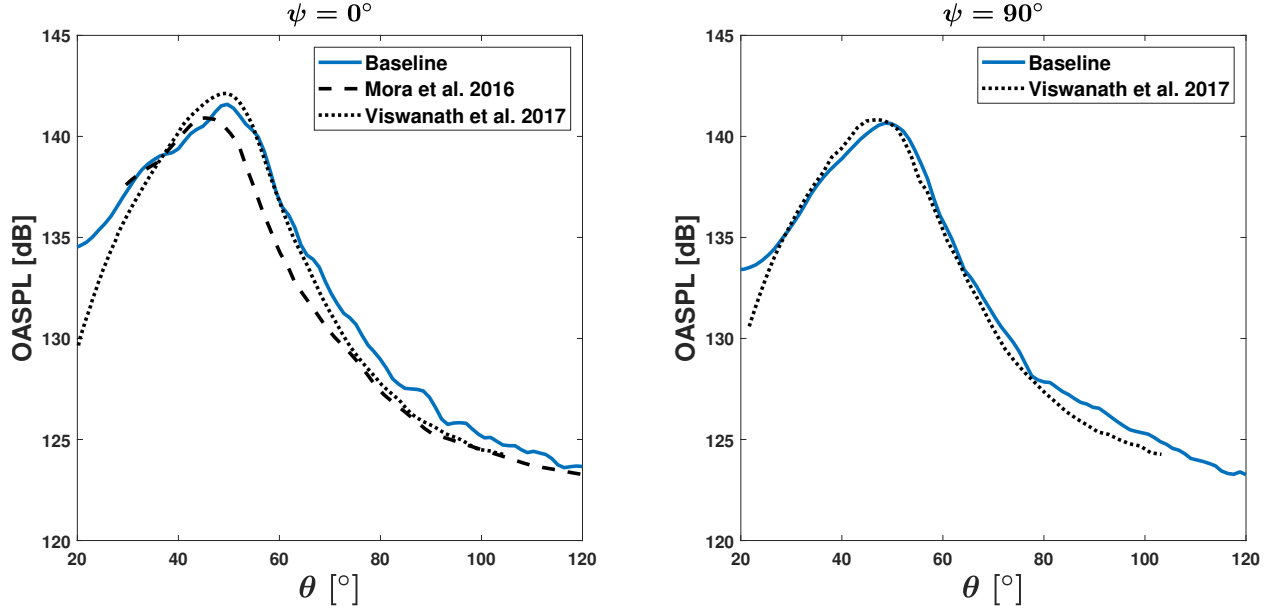 ψ = 0°
145
140
135
130
125
120
OASPL [dB]
Baseline
Mora et al. 2016
Viswanath et al. 2017
20 40 60 80 100 120
θ [°]
ψ = 90°
145
140
135
130
125
120
OASPL [dB]
Baseline
Viswanath et al. 2017
20 40 60 80 100 120
θ [°]